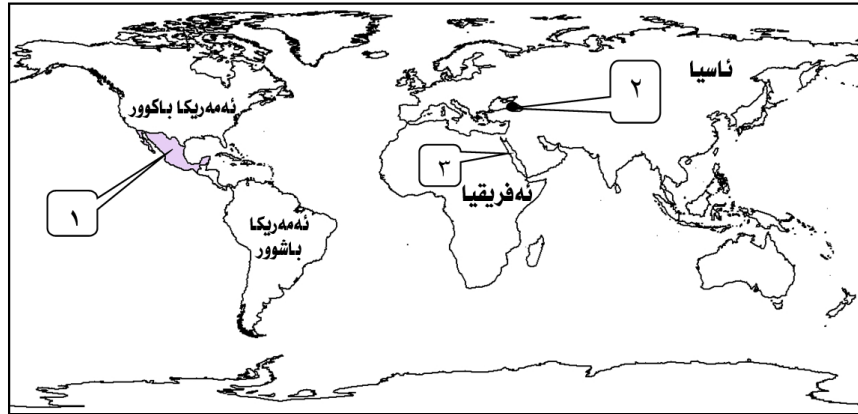 ئاسیا
٢
ئەمەریکا باکوور
٣
ئەفریقیا
١
ئەمەریکا
باشوور